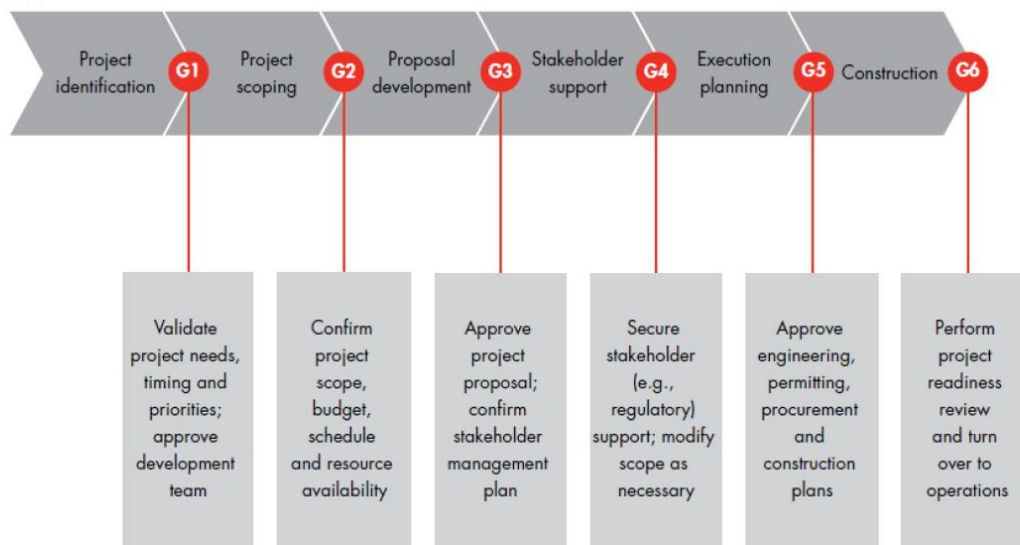 Project
identification
G1
Project
scoping
G2
Proposal
development
G3
Stakeholder
support
G4
Execution
planning
G5
Construction
G6
Validate
project needs,
timing and
priorities;
approve
development
team
Confirm
project
scope,
budget,
schedule
and resource
availability
Approve
project
proposal;
confirm
stakeholder
management
plan
Secure
stakeholder
(e.g.,
regulatory)
support; modify
scope as
necessary
Approve
engineering,
permitting,
procurement
and
construction
plans
Perform
project
readiness
review
and turn
over to
operations